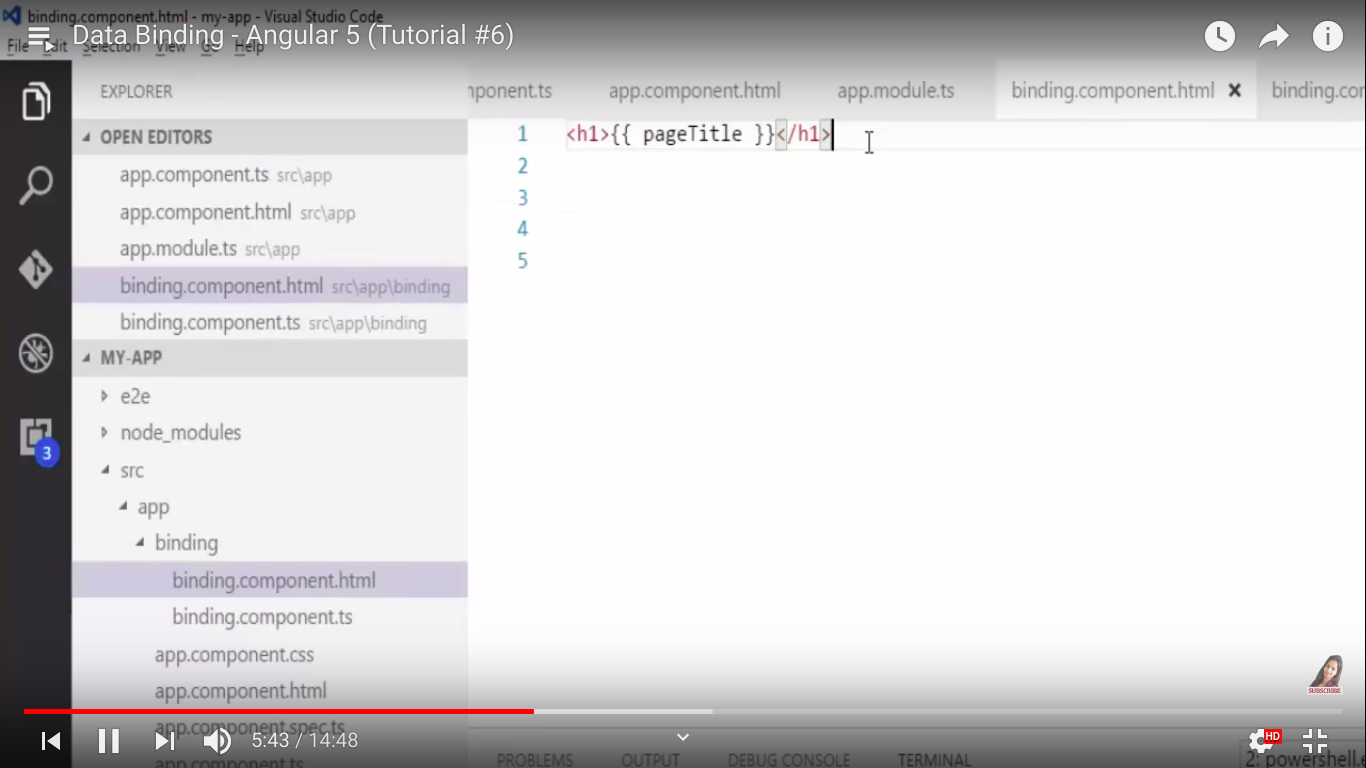 binding.component.html - my-app - Visual Studio Code
Data Binding - Angular 5 (Tutorial #6)
File Edit Selection View Go Help
EXPLORER
OPEN EDITORS
app.component.ts src\app
app.component.html src\app
app.module.ts src\app
binding.component.html src\app\binding
binding.component.ts src\app\binding
MY-APP
e2e
node_modules
src
app
binding
binding.component.html
binding.component.ts
app.component.css
app.component.html
app.component.spec.ts
app.component.ts
3
mponent.ts app.component.html app.module.ts binding.component.html binding.cor
1 <h1>{{ pageTitle }}</h1>
2
3
4
5
SUBSCRIBE
5:43 / 14:48
HD
PROBLEMS OUTPUT DEBUG CONSOLE TERMINAL
2: powershell.e